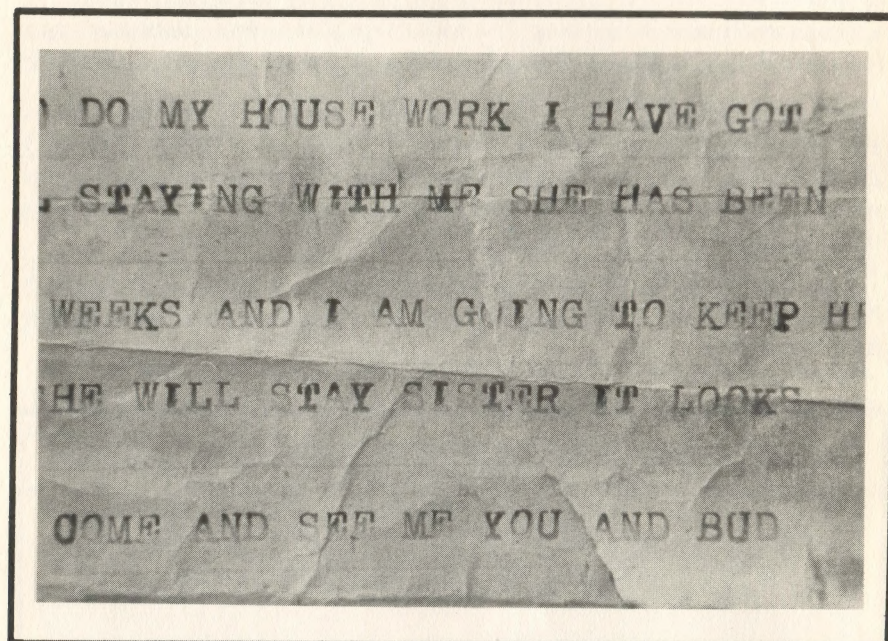 DO MY HOUSE WORK I HAVE GOT
STAYING WITH ME SHE HAS BEEN
WEEKS AND I AM GOING TO KEEP
HE WILL STAY SISTER IT LOOKS
COME AND SEE ME YOU AND BUD